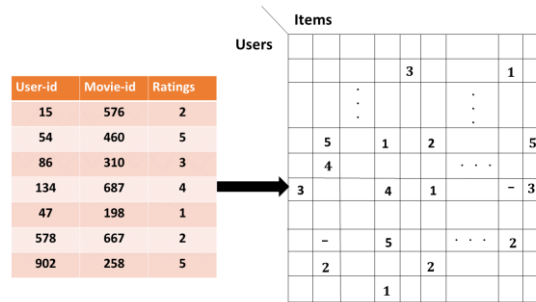 Items
Users
User-id Movie-id Ratings
15 576 2
54 460 5
86 310 3
134 687 4
47 198 1
578 667 2
902 258 5
3 1
. .
. .
. .
5 1 2 5
4 . . .
3 4 1 – 3
– 5 . . . 2
2 2
1